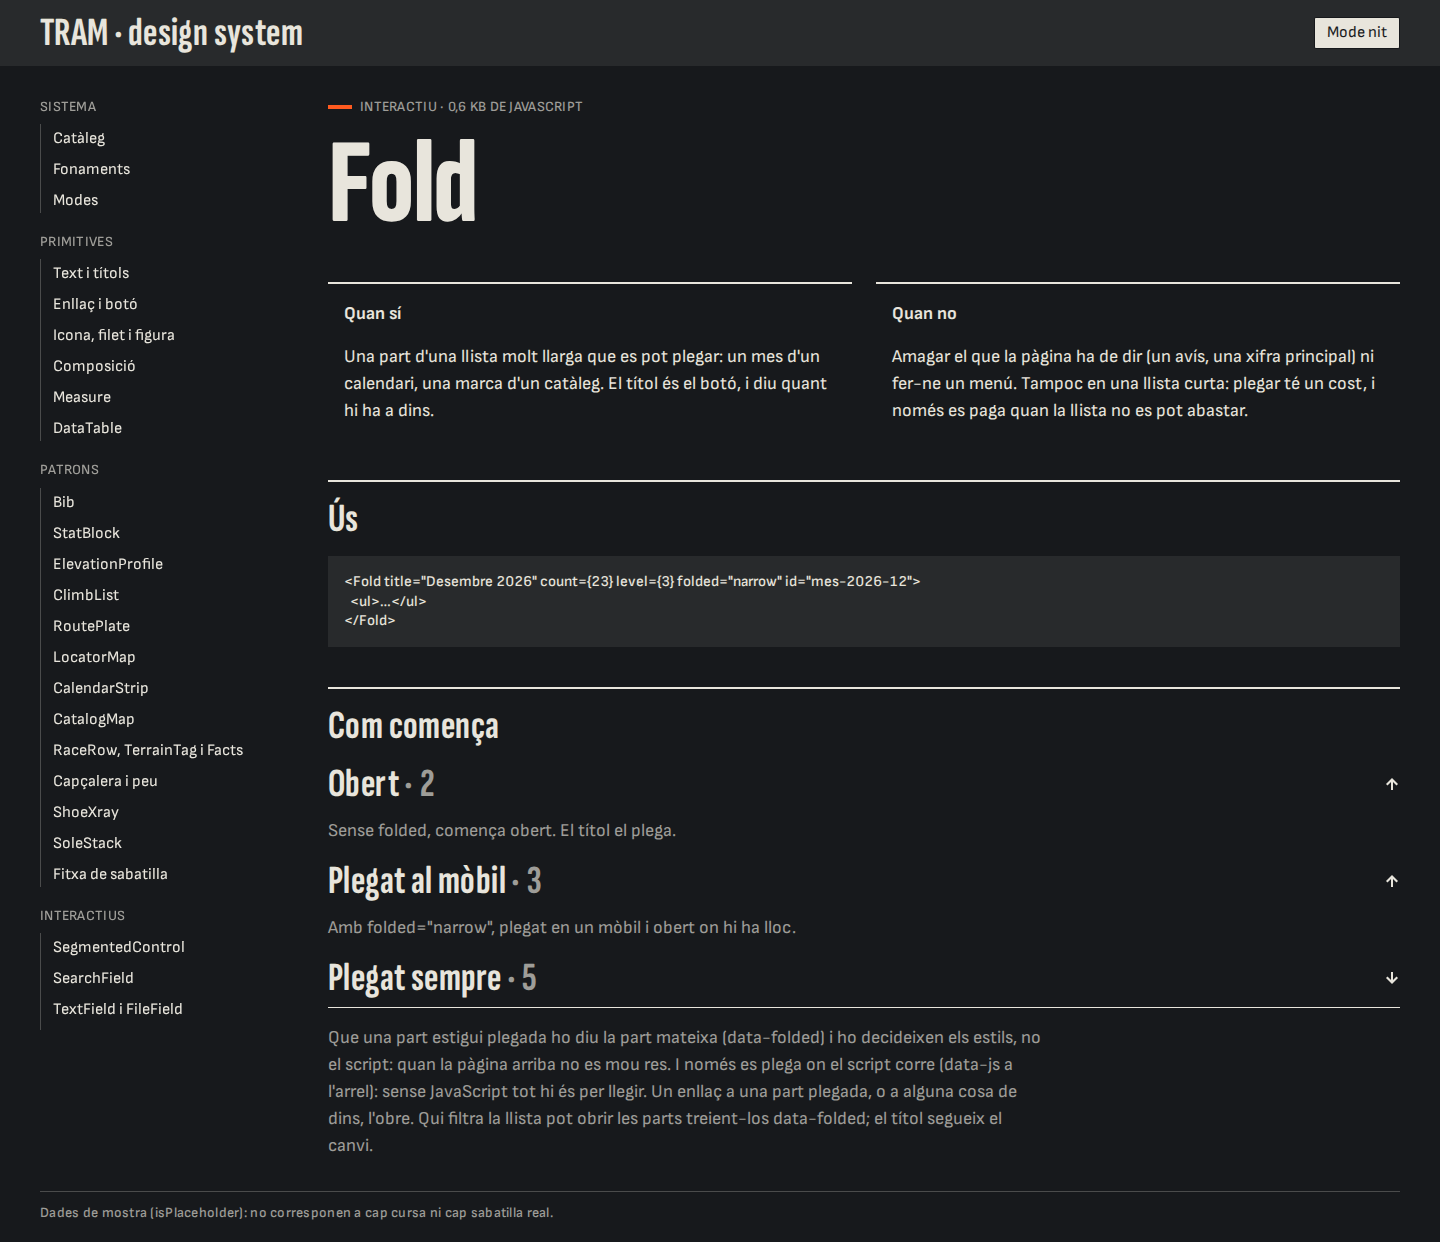 TRAM · design system
Mode nit
SISTEMA
Catàleg
Fonaments
Modes
PRIMITIVES
Text i títols
Enllaç i botó
Icona, filet i figura
Composició
Measure
DataTable
PATRONS
Bib
StatBlock
ElevationProfile
ClimbList
RoutePlate
LocatorMap
CalendarStrip
CatalogMap
RaceRow, TerrainTag i Facts
Capçalera i peu
ShoeXray
SoleStack
Fitxa de sabatilla
INTERACTIUS
SegmentedControl
SearchField
TextField i FileField
INTERACTIU · 0,6 KB DE JAVASCRIPT
Fold
Quan sí
Una part d'una llista molt llarga que es pot plegar: un mes d'un
calendari, una marca d'un catàleg. El títol és el botó, i diu quant
hi ha a dins.
Quan no
Amagar el que la pàgina ha de dir (un avís, una xifra principal) ni
fer-ne un menú. Tampoc en una llista curta: plegar té un cost, i
només es paga quan la llista no es pot abastar.
Ús
<Fold title="Desembre 2026" count={23} level={3} folded="narrow" id="mes-2026-12">
<ul>…</ul>
</Fold>
Com comença
Obert · 2
Sense folded, comença obert. El títol el plega.
Plegat al mòbil · 3
Amb folded="narrow", plegat en un mòbil i obert on hi ha lloc.
Plegat sempre · 5
Que una part estigui plegada ho diu la part mateixa (data-folded) i ho decideixen els estils, no
el script: quan la pàgina arriba no es mou res. I només es plega on el script corre (data-js a
l'arrel): sense JavaScript tot hi és per llegir. Un enllaç a una part plegada, o a alguna cosa de
dins, l'obre. Qui filtra la llista pot obrir les parts treient-los data-folded; el títol segueix el
canvi.
Dades de mostra (isPlaceholder): no corresponen a cap cursa ni cap sabatilla real.